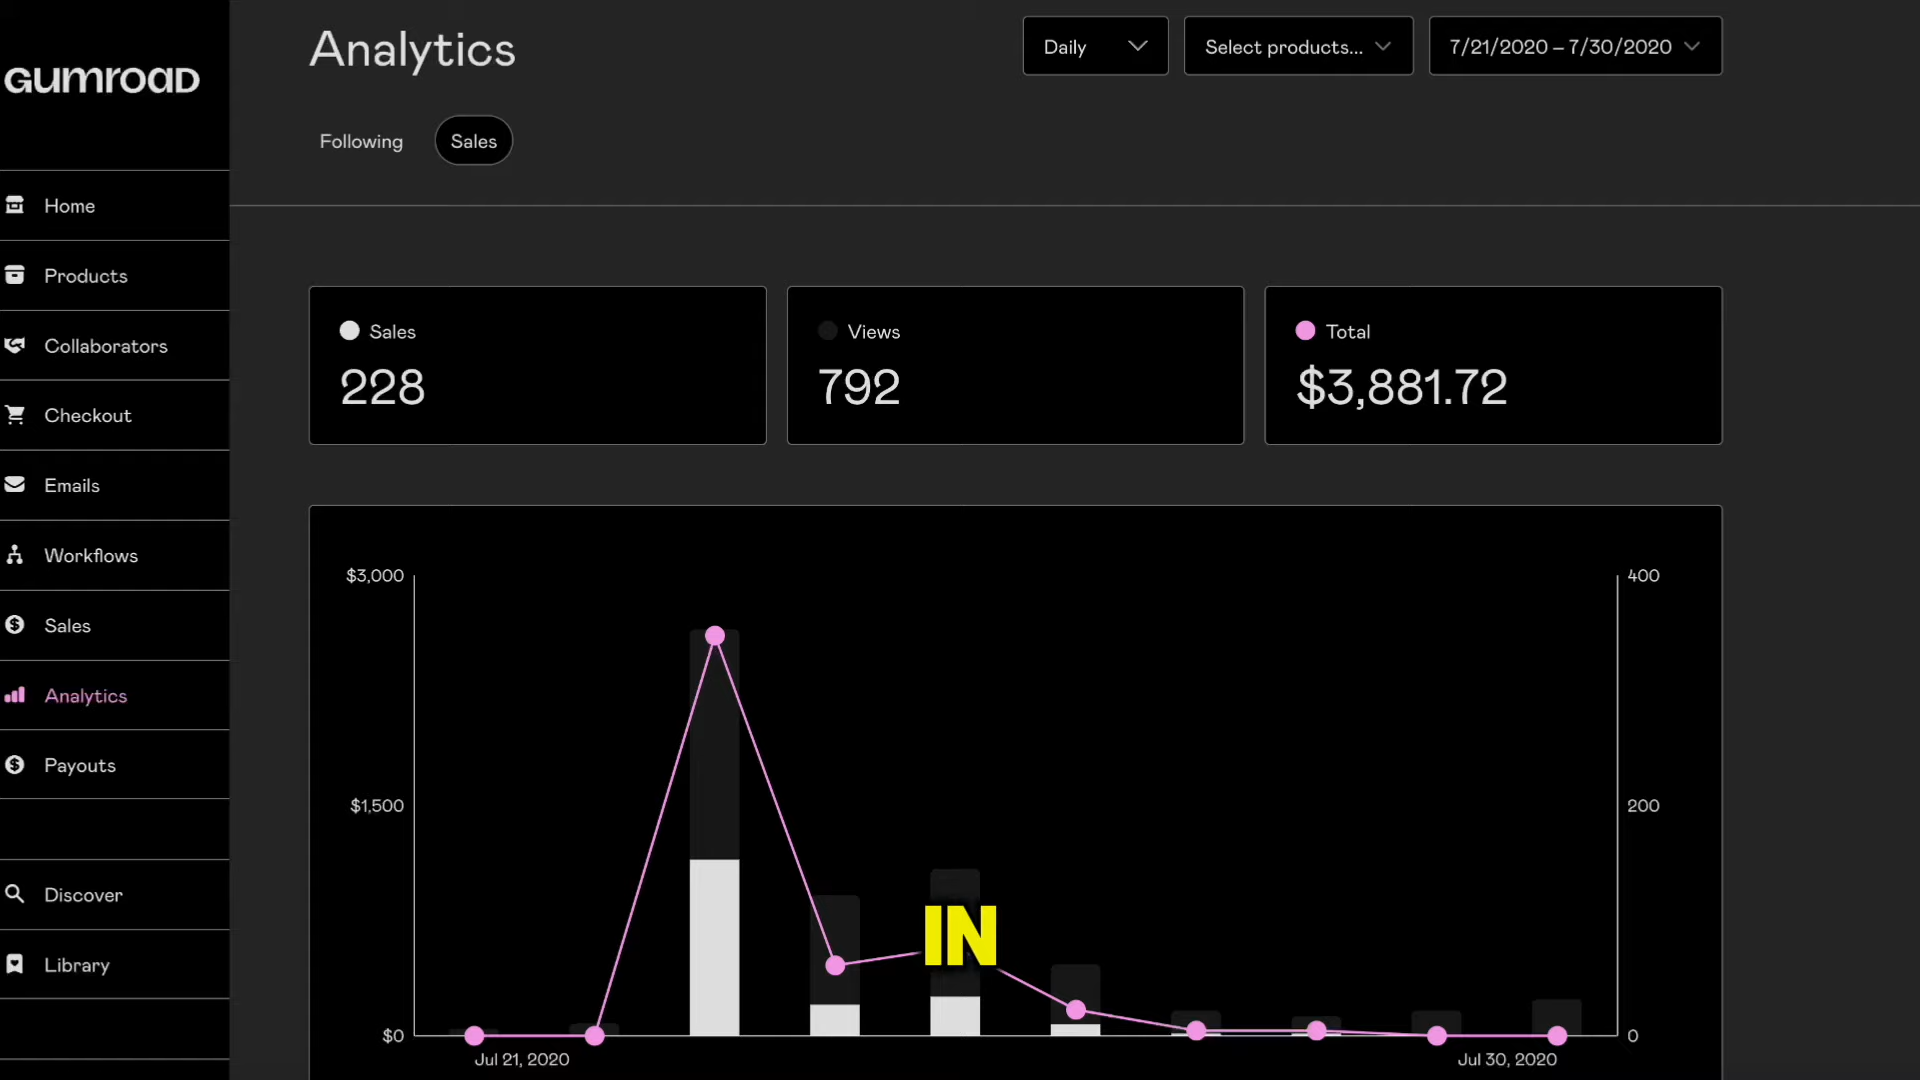 GUMROAD
Home
Products
Collaborators
Checkout
Emails
Workflows
Sales
Analytics
Payouts
Discover
Library
Analytics
Daily
Select products...
7/21/2020 – 7/30/2020
Following
Sales
Sales
228
Views
792
Total
$3,881.72
$3,000
$1,500
$0
400
200
0
IN
Jul 21, 2020
Jul 30, 2020